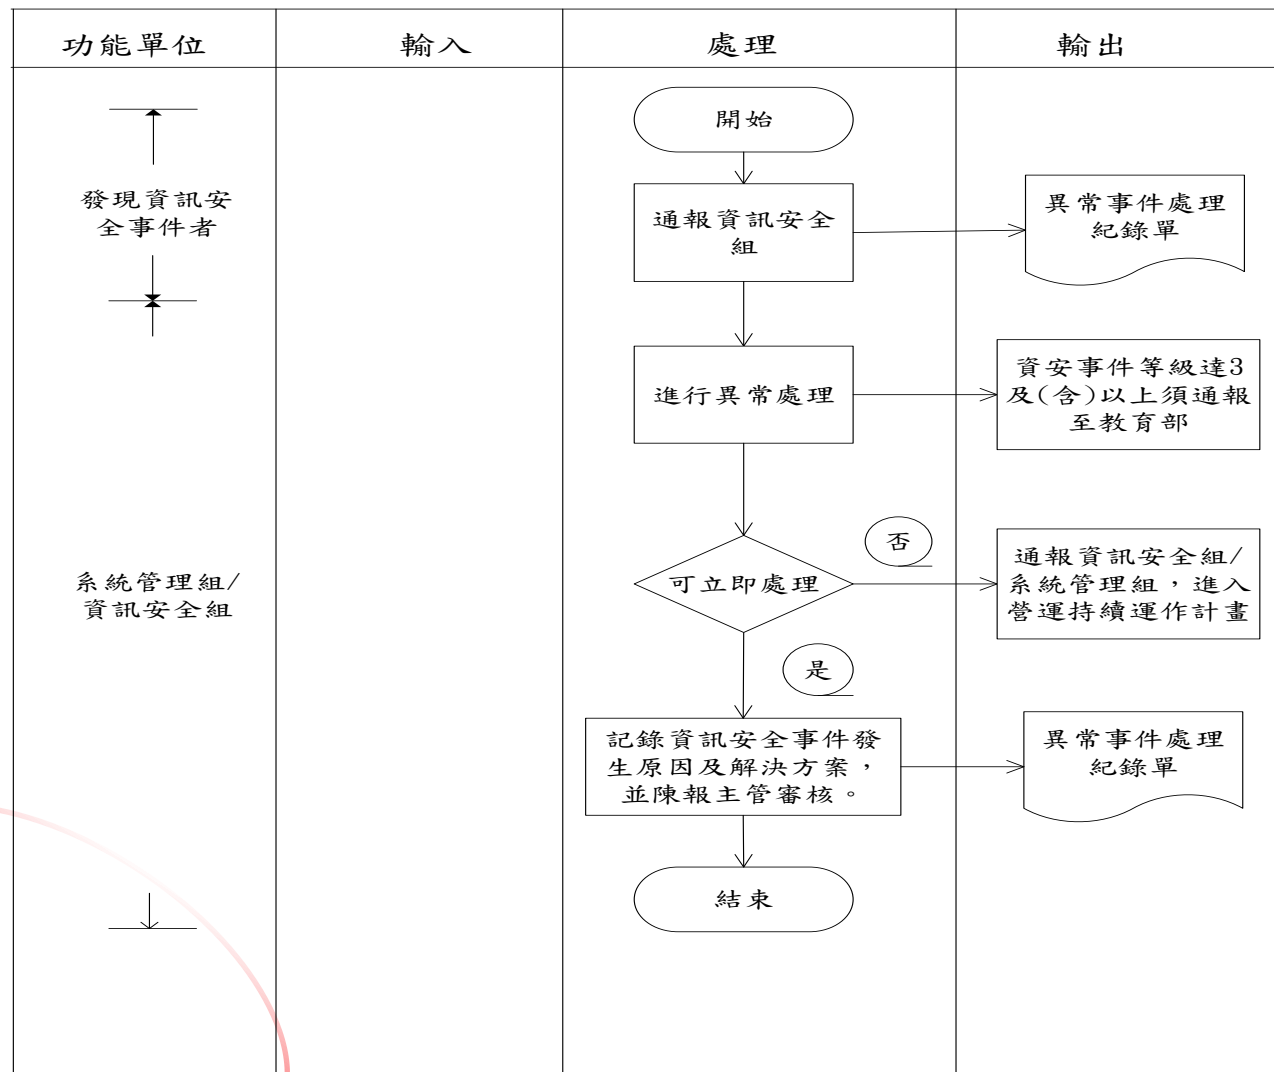 功能單位
輸入
處理
輸出
開始
發現資訊安
全事件者
通報資訊安全
組
異常事件處理
紀錄單
進行異常處理
資安事件等級達3
及(含)以上須通報
至教育部
系統管理組/
資訊安全組
可立即處理
否
通報資訊安全組/
系統管理組，進入
營運持續運作計畫
是
記錄資訊安全事件發
生原因及解決方案，
並陳報主管審核。
異常事件處理
紀錄單
結束